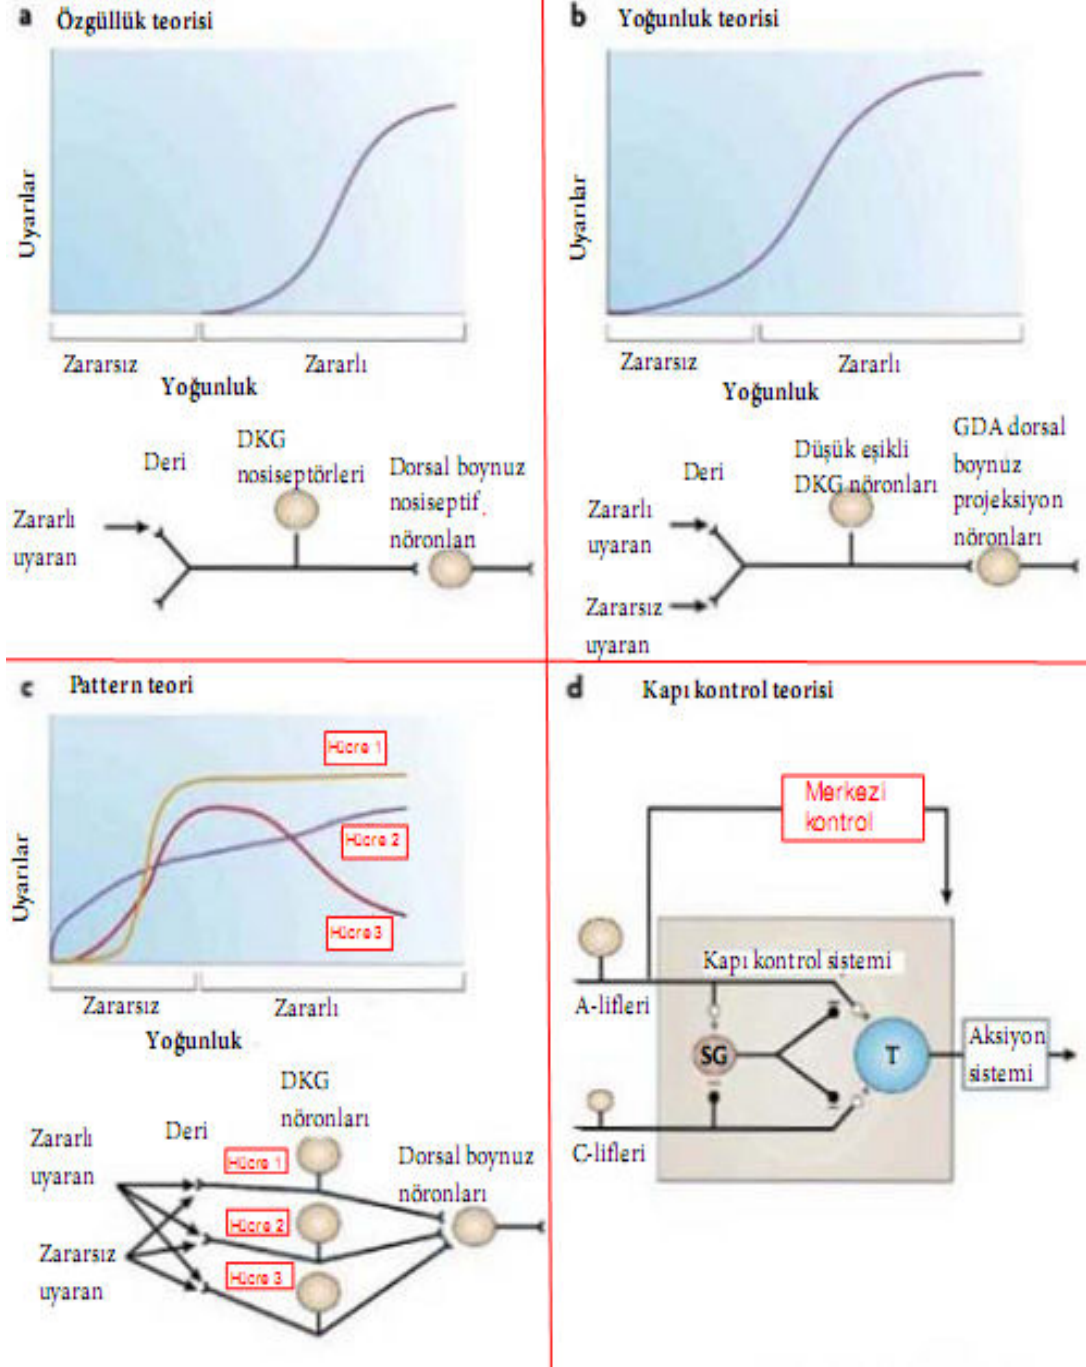 a Özgüllük teorisi
Uyarılar
Zararsız
Zararlı
Yoğunluk
Deri
DKG
nosiseptörleri
Dorsal boynuz
nosiseptif
nöronlan
Zararlı
uyaran
b Yoğunluk teorisi
Uyarılar
Zararsız
Zararlı
Yoğunluk
Deri
Düşük eşikli
DKG nöronları
GDA dorsal
boynuz
projeksiyon
nöronları
Zararlı
uyaran
Zararsız
uyaran
c Pattern teori
Uyarılar
Hücre 1
Hücre 2
Hücre 3
Zararsız
Zararlı
Yoğunluk
DKG
nöronları
Deri
Zararlı
uyaran
Zararsız
uyaran
Hücre 1
Hücre 2
Hücre 3
Dorsal boynuz
nöronları
d Kapı kontrol teorisi
Merkezi
kontrol
Kapı kontrol sistemi
A-lifleri
SG
T
Aksiyon
sistemi
C-lifleri